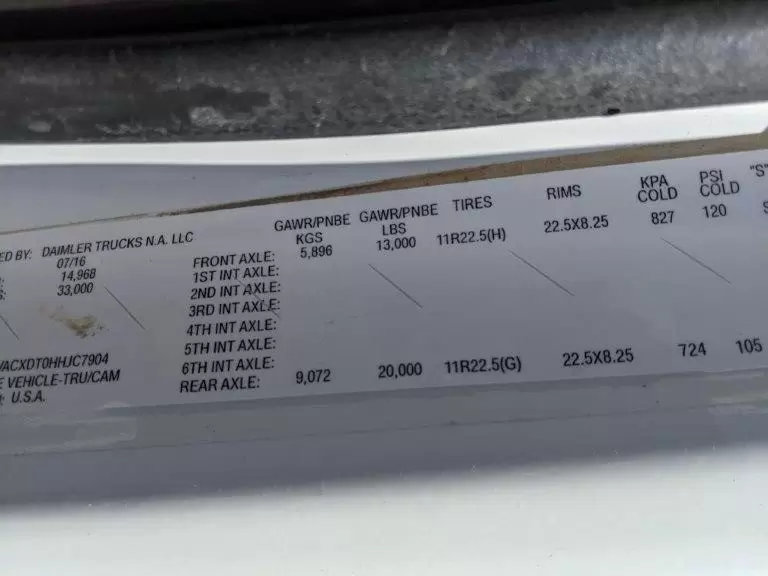 ED BY: DAIMLER TRUCKS N.A. LLC
07/16
14,968
33,000
VACXDT0HHJC7904
E VEHICLE-TRU/CAM
U.S.A.
GAWR/PNBE GAWR/PNBE TIRES RIMS KPA PSI "S"
KGS LBS COLD COLD
FRONT AXLE: 5,896 13,000 11R22.5(H) 22.5X8.25 827 120 S
1ST INT AXLE:
2ND INT AXLE:
3RD INT AXLE:
4TH INT AXLE:
5TH INT AXLE:
6TH INT AXLE:
REAR AXLE: 9,072 20,000 11R22.5(G) 22.5X8.25 724 105